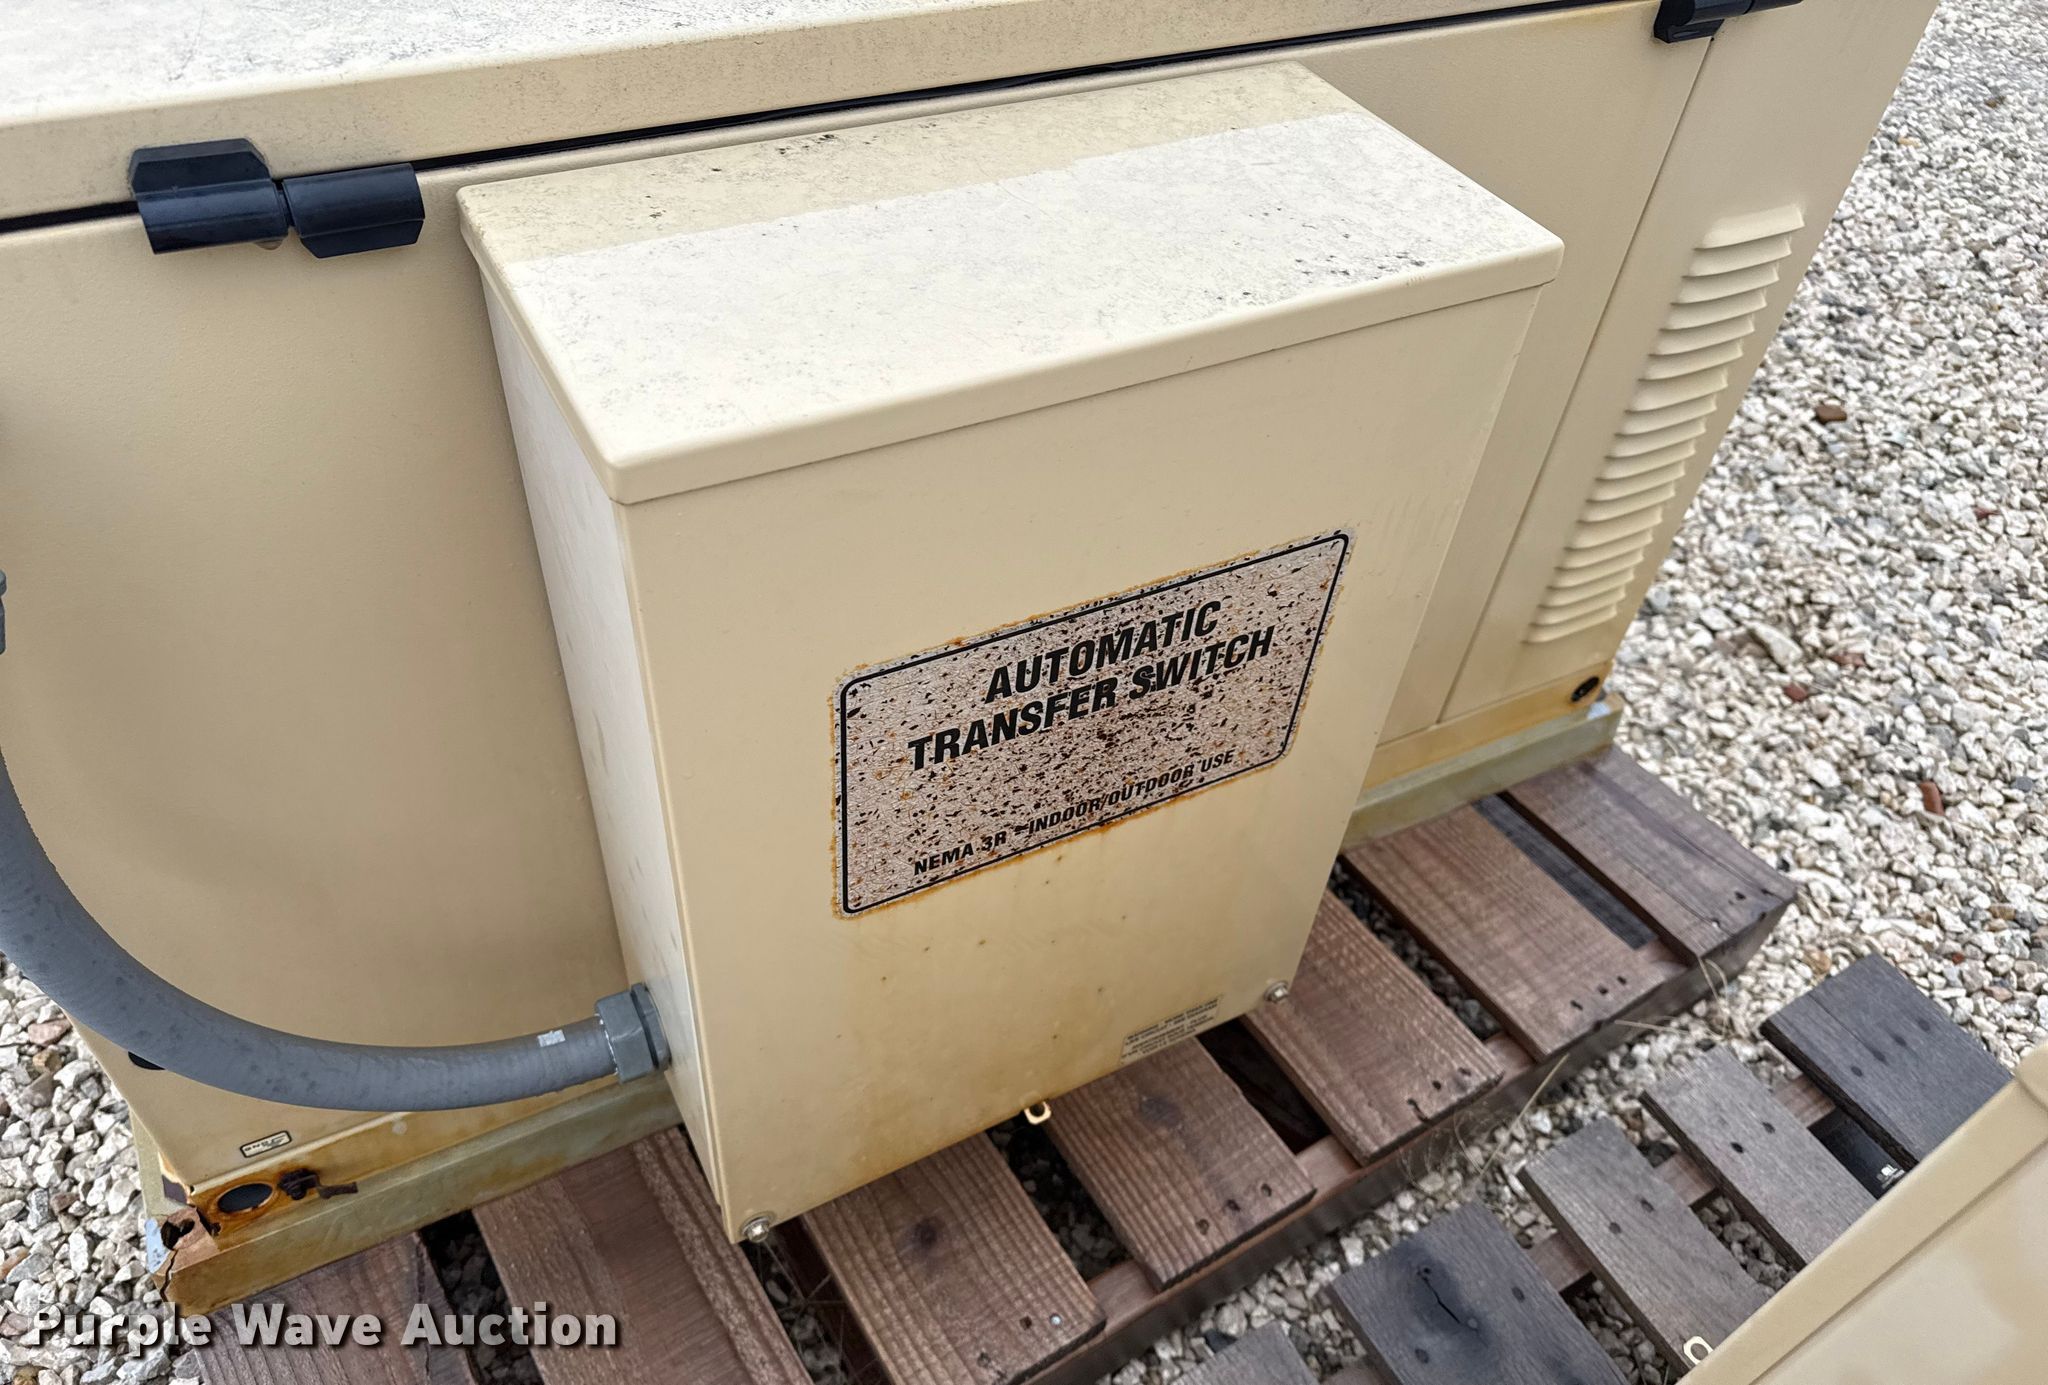 AUTOMATIC
TRANSFER SWITCH
NEMA 3R - INDOOR/OUTDOOR USE
Purple Wave Auction